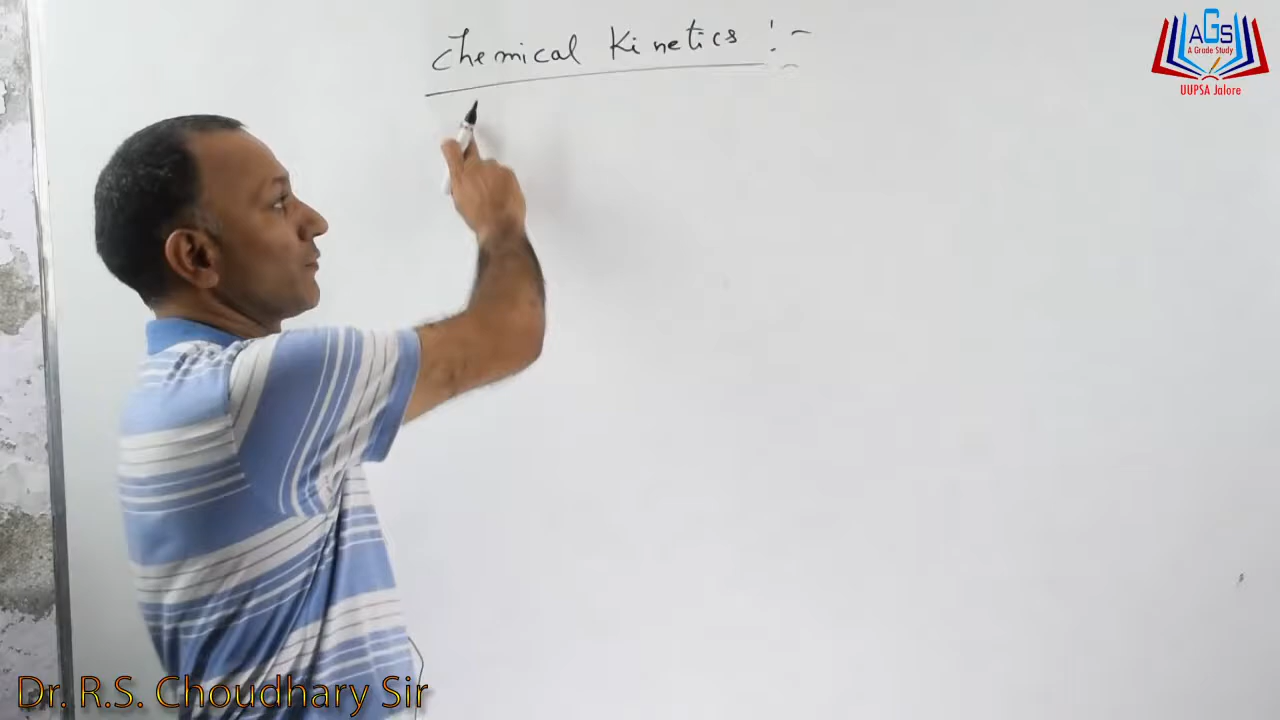 Chemical Kinetics :-
AGS
A Grade Study
UUPSA Jalore
Dr. R.S. Choudhary Sir